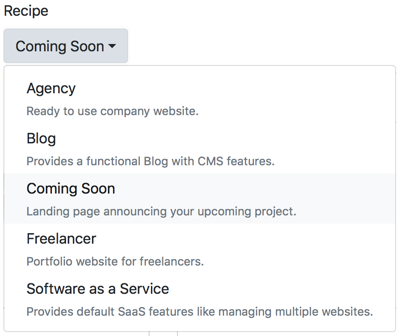 Recipe
Coming Soon
Agency
Ready to use company website.
Blog
Provides a functional Blog with CMS features.
Coming Soon
Landing page announcing your upcoming project.
Freelancer
Portfolio website for freelancers.
Software as a Service
Provides default SaaS features like managing multiple websites.